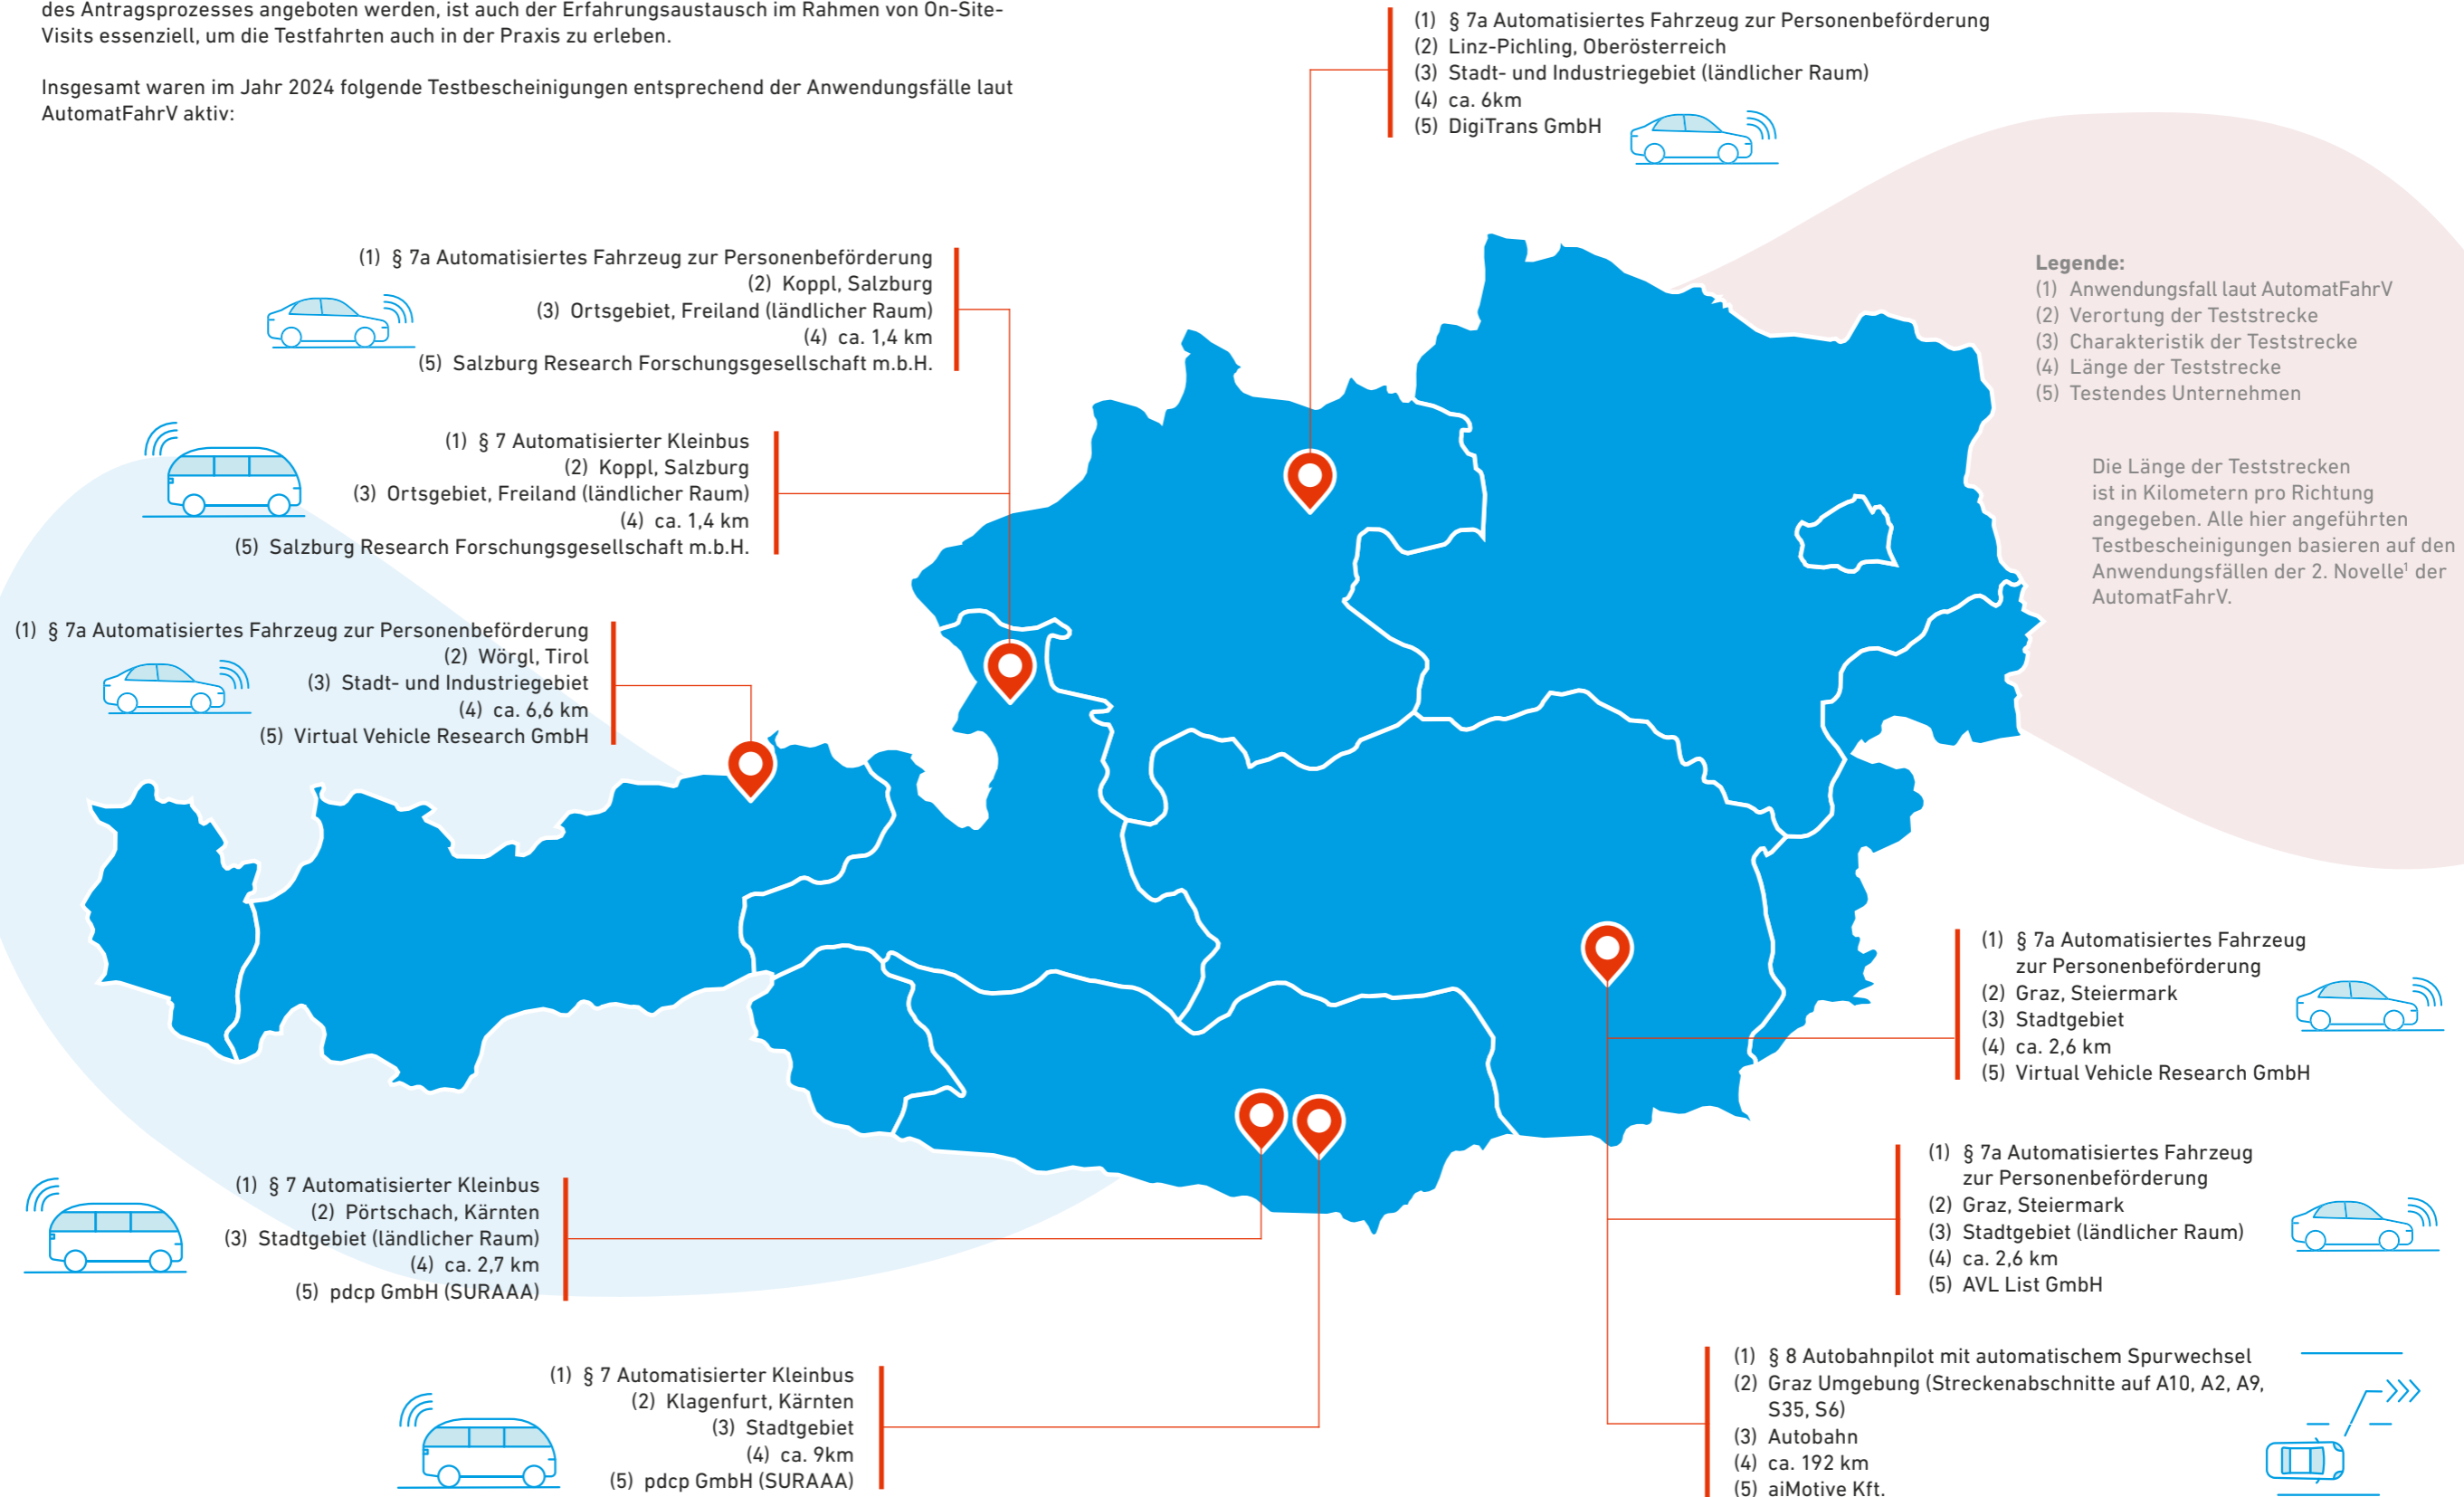 des Antragsprozesses angeboten werden, ist auch der Erfahrungsaustausch im Rahmen von On-Site-
Visits essenziell, um die Testfahrten auch in der Praxis zu erleben.
Insgesamt waren im Jahr 2024 folgende Testbescheinigungen entsprechend der Anwendungsfälle laut
AutomatFahrV aktiv:
(1) § 7a Automatisiertes Fahrzeug zur Personenbeförderung
(2) Linz-Pichling, Oberösterreich
(3) Stadt- und Industriegebiet (ländlicher Raum)
(4) ca. 6km
(5) DigiTrans GmbH
(1) § 7a Automatisiertes Fahrzeug zur Personenbeförderung
(2) Koppl, Salzburg
(3) Ortsgebiet, Freiland (ländlicher Raum)
(4) ca. 1,4 km
(5) Salzburg Research Forschungsgesellschaft m.b.H.
Legende:
(1) Anwendungsfall laut AutomatFahrV
(2) Verortung der Teststrecke
(3) Charakteristik der Teststrecke
(4) Länge der Teststrecke
(5) Testendes Unternehmen
Die Länge der Teststrecken
ist in Kilometern pro Richtung
angegeben. Alle hier angeführten
Testbescheinigungen basieren auf den
Anwendungsfällen der 2. Novelle¹ der
AutomatFahrV.
(1) § 7 Automatisierter Kleinbus
(2) Koppl, Salzburg
(3) Ortsgebiet, Freiland (ländlicher Raum)
(4) ca. 1,4 km
(5) Salzburg Research Forschungsgesellschaft m.b.H.
(1) § 7a Automatisiertes Fahrzeug zur Personenbeförderung
(2) Wörgl, Tirol
(3) Stadt- und Industriegebiet
(4) ca. 6,6 km
(5) Virtual Vehicle Research GmbH
(1) § 7a Automatisiertes Fahrzeug
zur Personenbeförderung
(2) Graz, Steiermark
(3) Stadtgebiet
(4) ca. 2,6 km
(5) Virtual Vehicle Research GmbH
(1) § 7a Automatisiertes Fahrzeug
zur Personenbeförderung
(2) Graz, Steiermark
(3) Stadtgebiet (ländlicher Raum)
(4) ca. 2,6 km
(5) AVL List GmbH
(1) § 7 Automatisierter Kleinbus
(2) Pörtschach, Kärnten
(3) Stadtgebiet (ländlicher Raum)
(4) ca. 2,7 km
(5) pdcp GmbH (SURAAA)
(1) § 7 Automatisierter Kleinbus
(2) Klagenfurt, Kärnten
(3) Stadtgebiet
(4) ca. 9km
(5) pdcp GmbH (SURAAA)
(1) § 8 Autobahnpilot mit automatischem Spurwechsel
(2) Graz Umgebung (Streckenabschnitte auf A10, A2, A9,
S35, S6)
(3) Autobahn
(4) ca. 192 km
(5) aiMotive Kft.